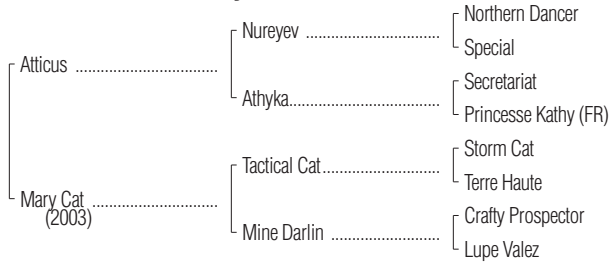 Northern Dancer
Nureyev ..............................
Special
Atticus ................................
Secretariat
Athyka..................................
Princesse Kathy (FR)
Storm Cat
Tactical Cat..........................
Terre Haute
Mary Cat ............................
(2003)
Crafty Prospector
Mine Darlin ........................
Lupe Valez